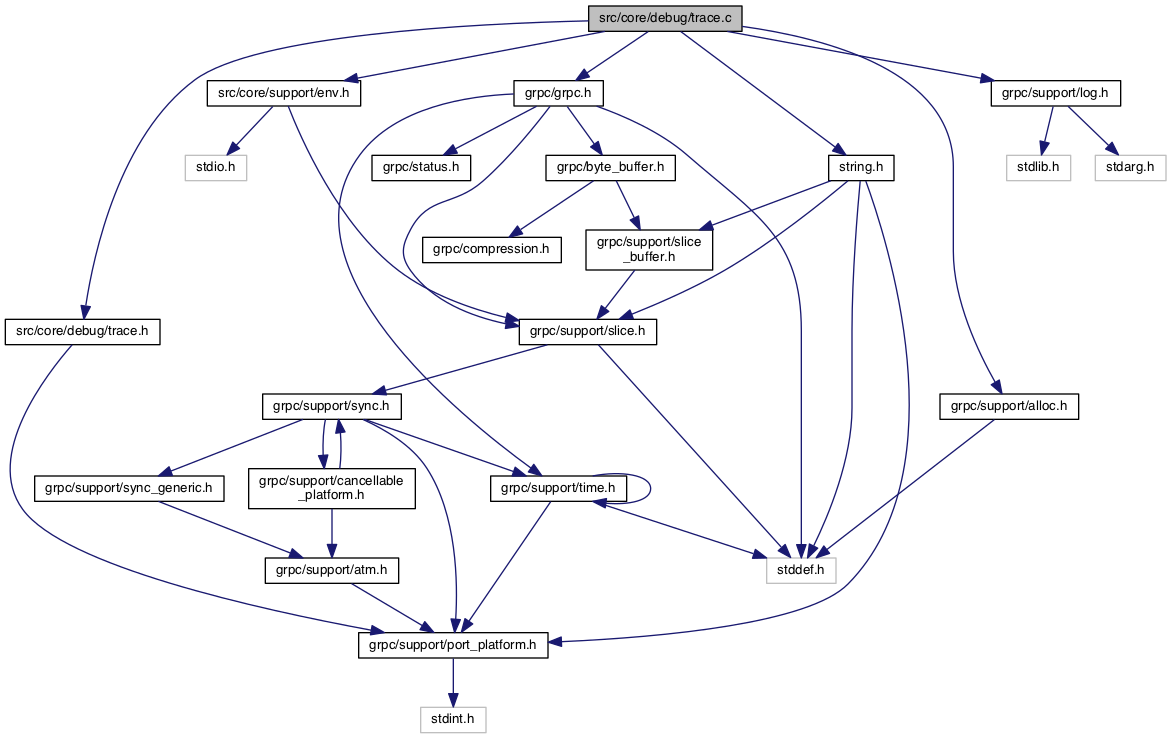 src/core/debug/trace.c
src/core/support/env.h
grpc/grpc.h
grpc/support/log.h
stdio.h
grpc/status.h
grpc/byte_buffer.h
string.h
stdlib.h
stdarg.h
grpc/compression.h
grpc/support/slice
_buffer.h
src/core/debug/trace.h
grpc/support/slice.h
grpc/support/sync.h
grpc/support/alloc.h
grpc/support/sync_generic.h
grpc/support/cancellable
_platform.h
grpc/support/time.h
grpc/support/atm.h
stddef.h
grpc/support/port_platform.h
stdint.h